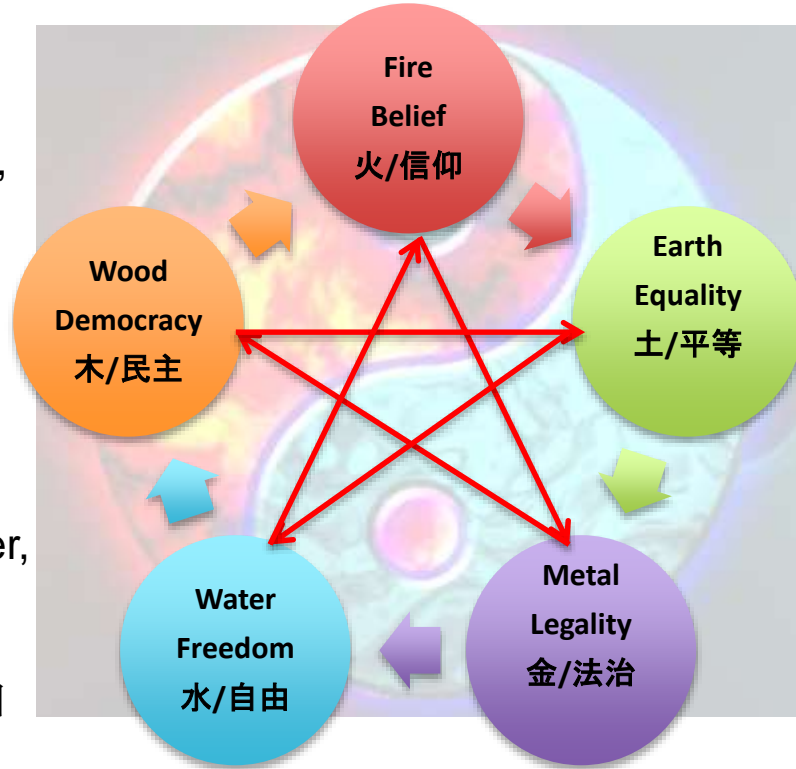 Fire
Belief
火/信仰
,
Wood
Democracy
木/民主
Earth
Equality
土/平等
er,
Water
Freedom
水/自由
Metal
Legality
金/法治